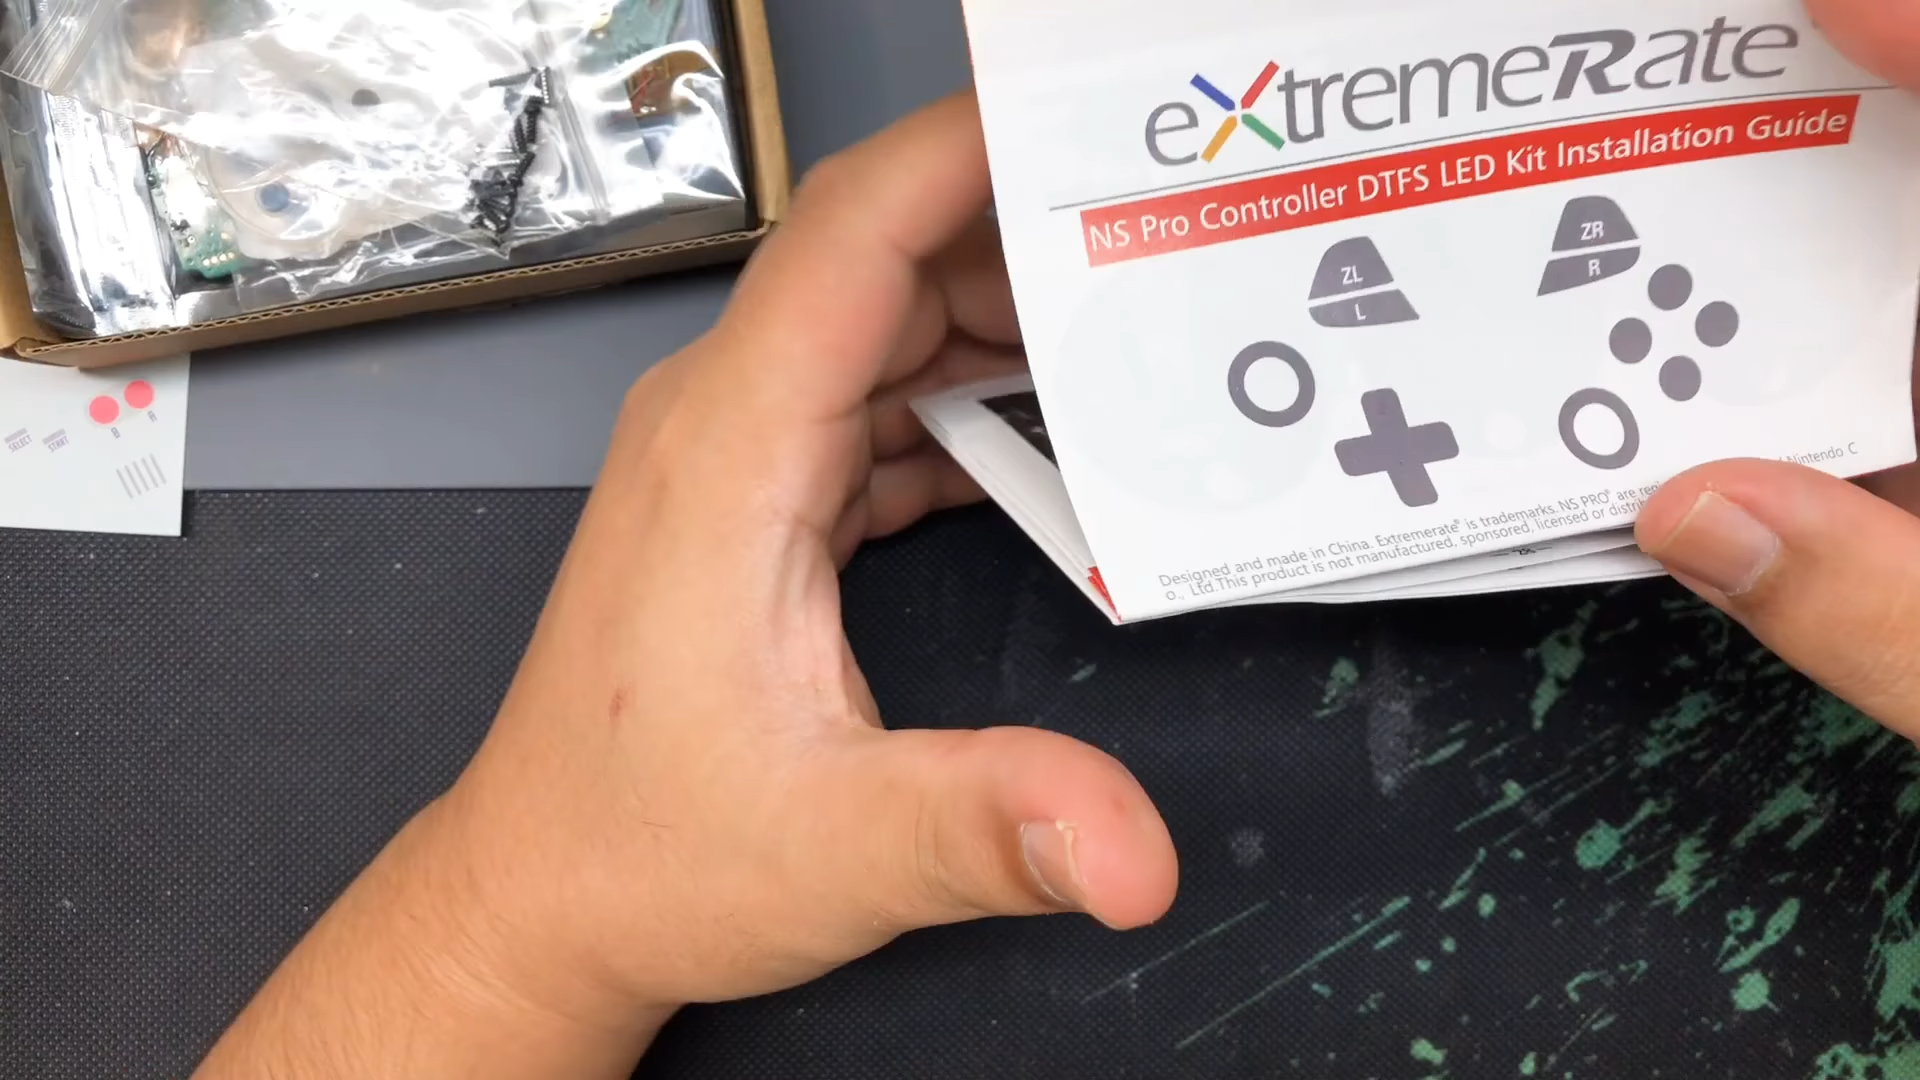 eXtremeRate
NS Pro Controller DTFS LED Kit Installation Guide
ZL
L
ZR
R
Designed and made in China. Extremerate® is trademarks. NS PRO® are Nintendo C
o., Ltd.This product is not manufactured, sponsored, licensed or
SELECT
START
B
A